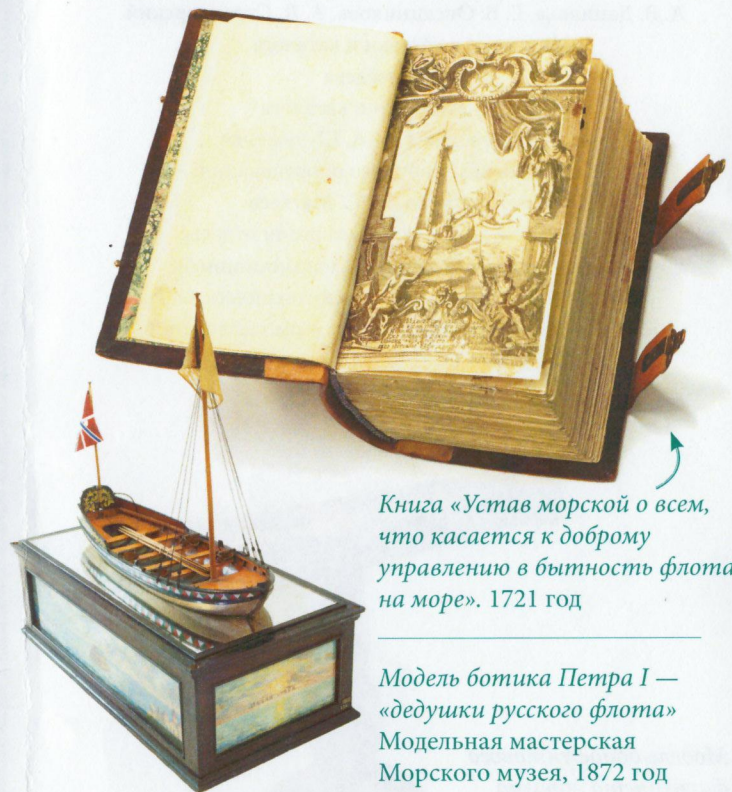 Книга «Устав морской о всем,
что касается к доброму
управлению в бытность флота
на море». 1721 год
Модель ботика Петра I —
«дедушки русского флота»
Модельная мастерская
Морского музея, 1872 год